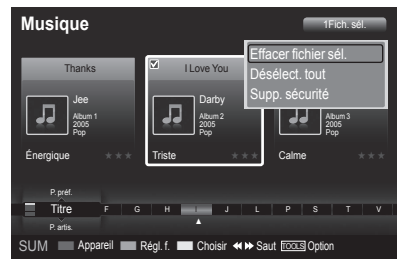 Musique
1Fich. sél.
Effacer fichier sél.
Désélect. tout
Supp. sécurité
Thanks
I Love You
Jee
Album 1
2005
Pop
Darby
Album 2
2005
Pop
Album 3
2005
Pop
Énergique ★★★
Triste ★★★
Calme ★★★
P. préf.
Titre F G H I J L P S T V
P. artis.
SUM Appareil Régl. f. Choisir ◄◄ ►► Saut TOOLS Option